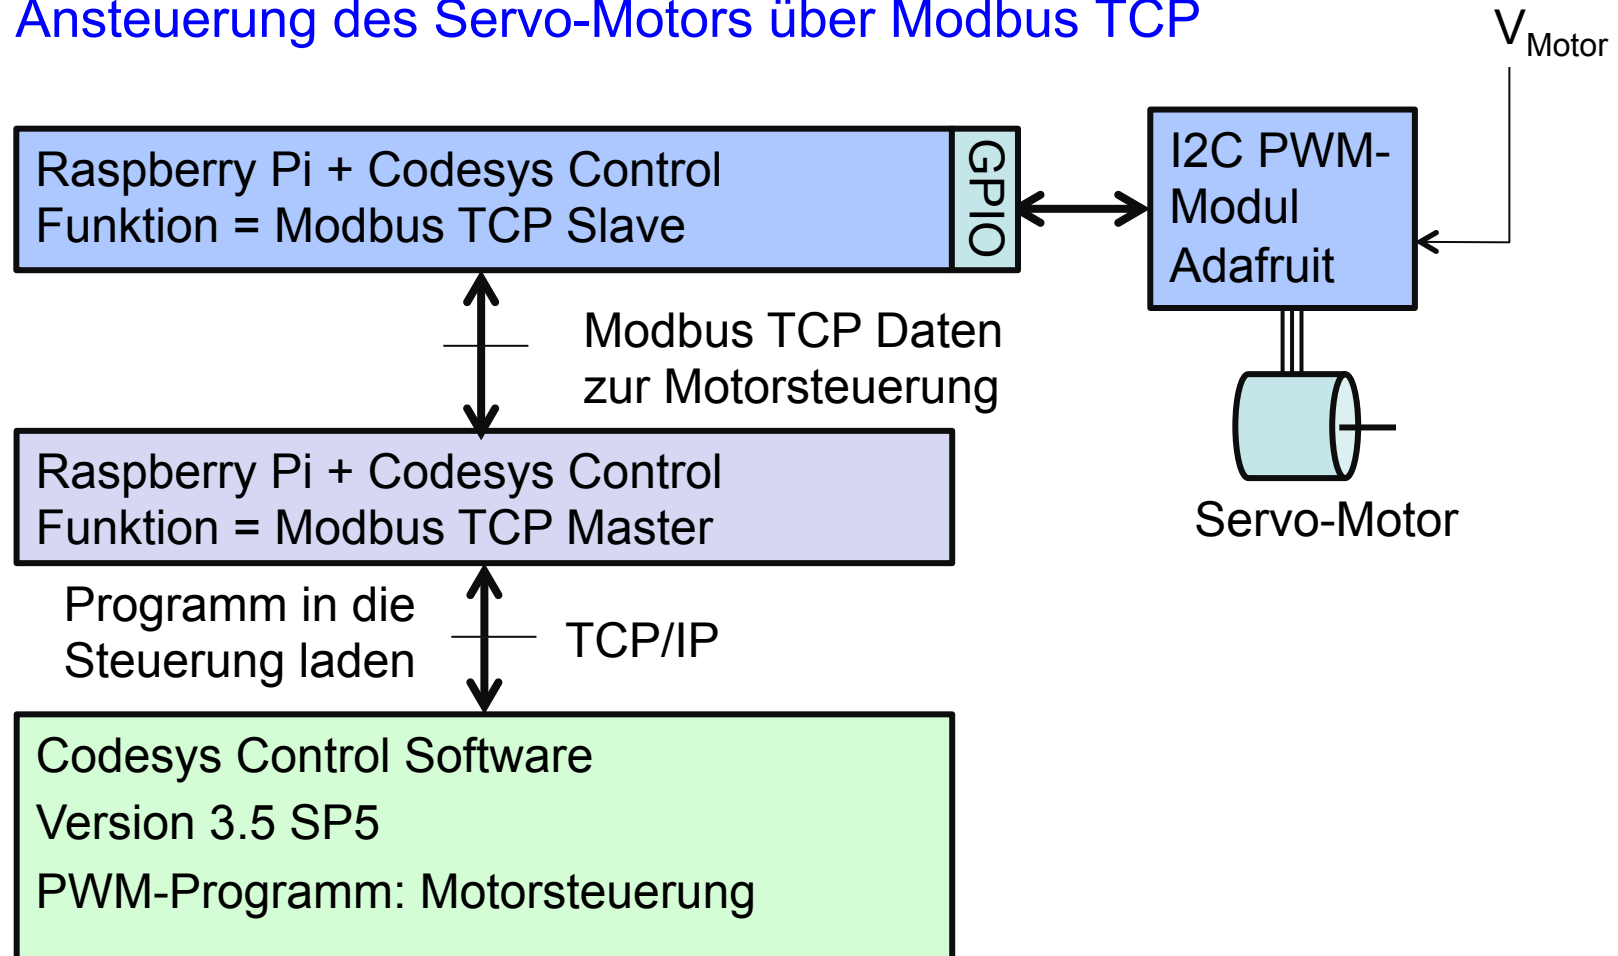 Ansteuerung des Servo-Motors über Modbus TCP
V_Motor
Raspberry Pi + Codesys Control
Funktion = Modbus TCP Slave
GPIO
I2C PWM-
Modul
Adafruit
Modbus TCP Daten
zur Motorsteuerung
Raspberry Pi + Codesys Control
Funktion = Modbus TCP Master
Servo-Motor
Programm in die
Steuerung laden
TCP/IP
Codesys Control Software
Version 3.5 SP5
PWM-Programm: Motorsteuerung